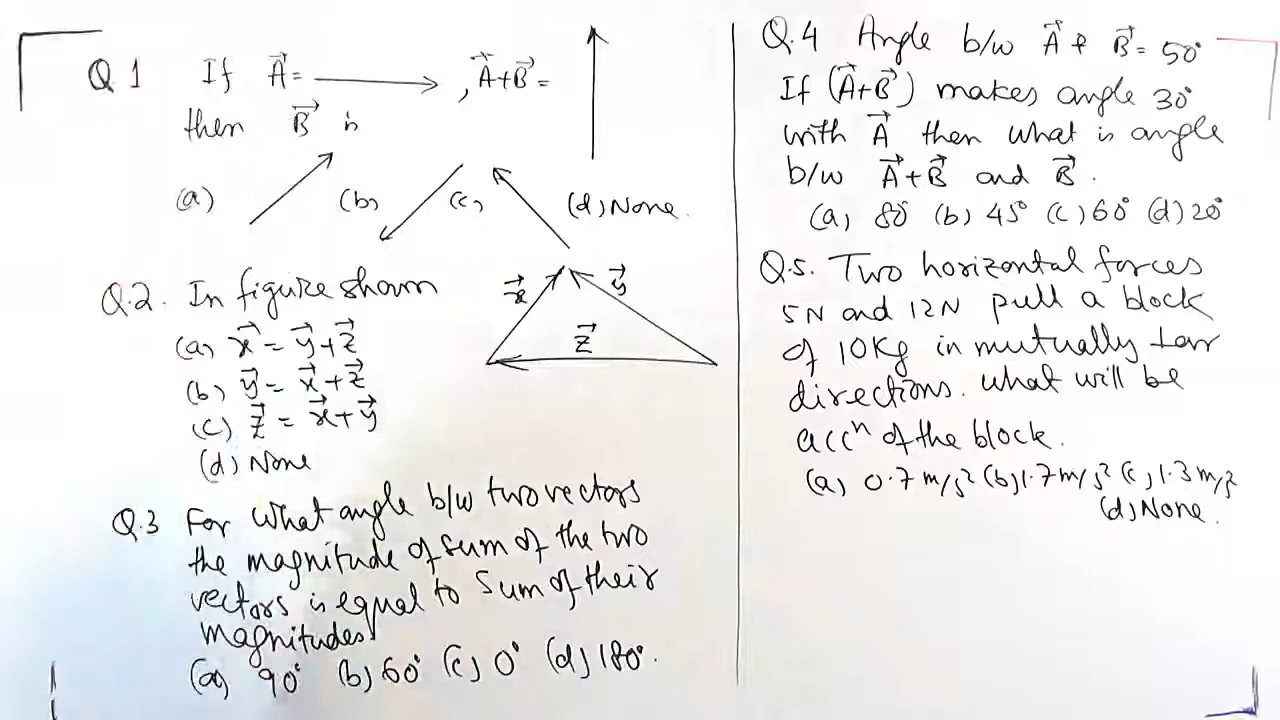 Q.1 If A⃗ = , A⃗+B⃗ =
then B⃗ is
(a) (b) (c) (d) None.
Q.2. In figure shown
x⃗ y⃗
z⃗
(a) x⃗ = y⃗ + z⃗
(b) y⃗ = x⃗ + z⃗
(c) z⃗ = x⃗ + y⃗
(d) None
Q.3 For what angle b/w two vectors
the magnitude of sum of the two
vectors is equal to sum of their
magnitudes
(a) 90° (b) 60° (c) 0° (d) 180°.
Q.4 Angle b/w A⃗ & B⃗ = 50°
If (A⃗+B⃗) makes angle 30°
with A⃗ then what is angle
b/w A⃗+B⃗ and B⃗.
(a) 80° (b) 45° (c) 60° (d) 20°
Q.5. Two horizontal forces
5N and 12N pull a block
of 10Kg in mutually ⊥ar
directions. what will be
accⁿ of the block.
(a) 0.7 m/s² (b) 1.7 m/s² (c) 1.3 m/s²
(d) None.